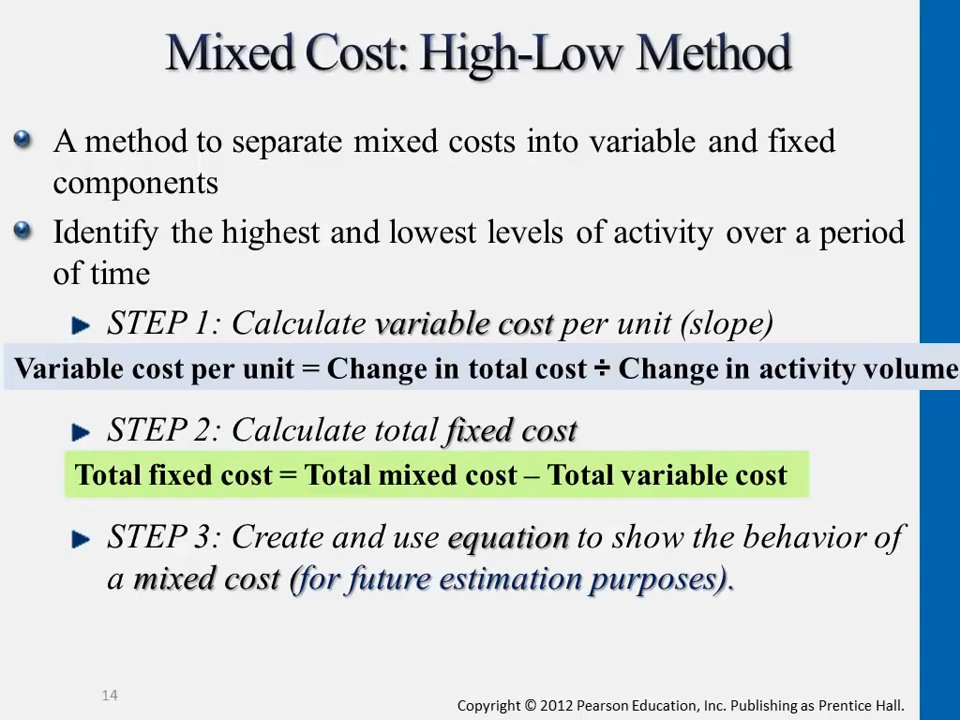 Mixed Cost: High-Low Method
A method to separate mixed costs into variable and fixed
components
Identify the highest and lowest levels of activity over a period
of time
STEP 1: Calculate variable cost per unit (slope)
Variable cost per unit = Change in total cost ÷ Change in activity volume
STEP 2: Calculate total fixed cost
Total fixed cost = Total mixed cost – Total variable cost
STEP 3: Create and use equation to show the behavior of
a mixed cost (for future estimation purposes).
14
Copyright © 2012 Pearson Education, Inc. Publishing as Prentice Hall.